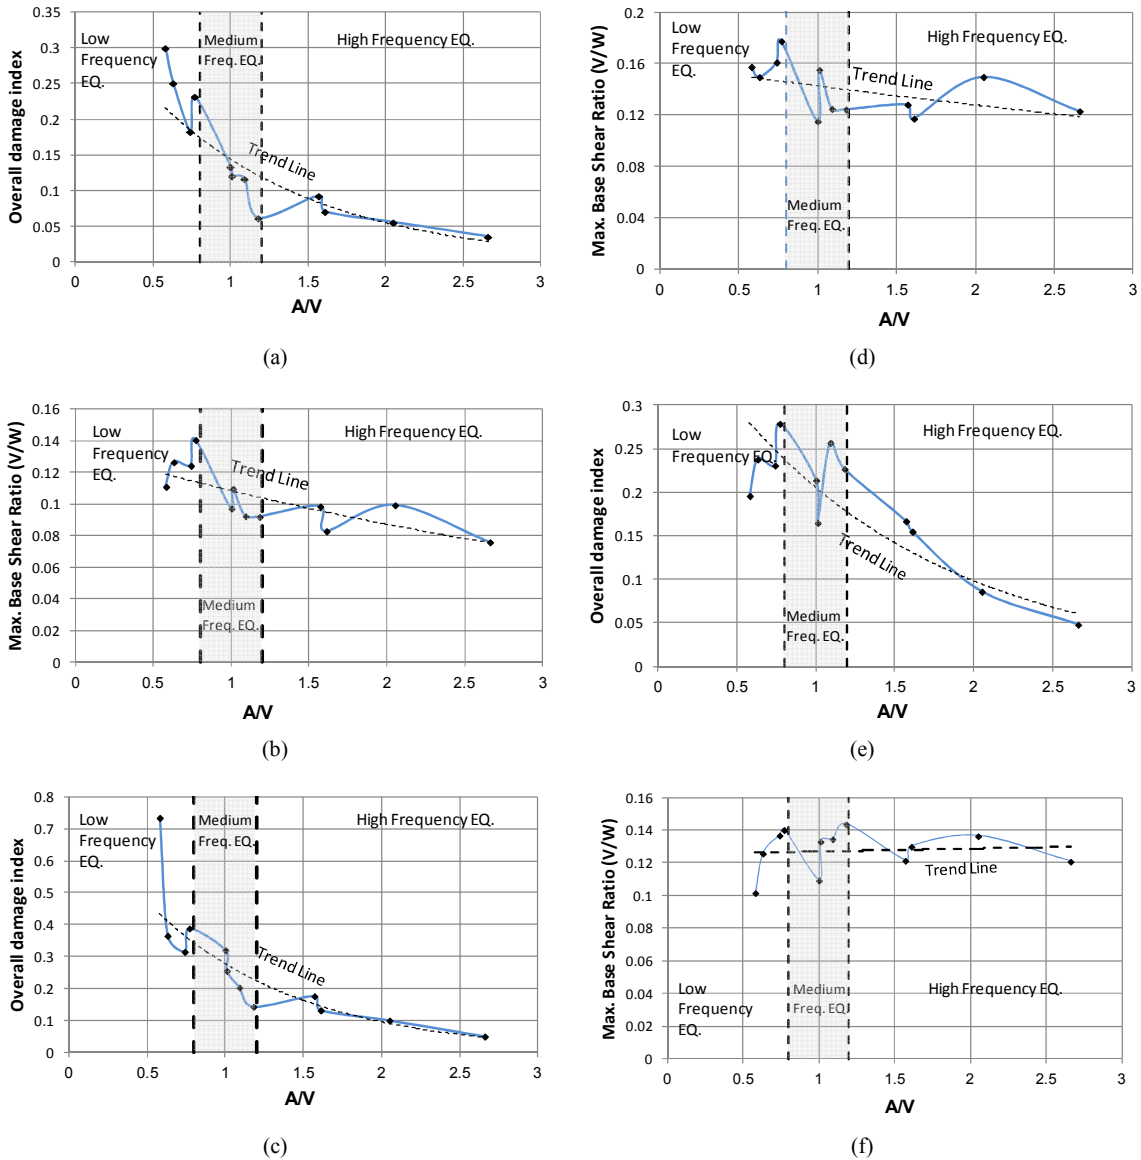 0.35
0.3
0.25
0.2
0.15
0.1
0.05
0
Overall damage index
Low
Frequency
EQ.
Medium
Freq. EQ.
High Frequency EQ.
Trend Line
0 0.5 1 1.5 2 2.5 3
A/V
(a)
0.2
0.16
0.12
0.08
0.04
0
Max. Base Shear Ratio (V/W)
Low
Frequency
EQ.
High Frequency EQ.
Trend Line
Medium
Freq. EQ.
0 0.5 1 1.5 2 2.5 3
A/V
(d)
0.16
0.14
0.12
0.1
0.08
0.06
0.04
0.02
0
Max. Base Shear Ratio (V/W)
Low
Frequency
EQ.
High Frequency EQ.
Trend Line
Medium
Freq. EQ.
0 0.5 1 1.5 2 2.5 3
A/V
(b)
0.3
0.25
0.2
0.15
0.1
0.05
0
Overall damage index
Low
Frequency EQ.
High Frequency EQ.
Trend Line
Medium
Freq. EQ.
0 0.5 1 1.5 2 2.5 3
A/V
(e)
0.8
0.7
0.6
0.5
0.4
0.3
0.2
0.1
0
Overall damage index
Low
Frequency
EQ.
Medium
Freq. EQ.
High Frequency EQ.
Trend Line
0 0.5 1 1.5 2 2.5 3
A/V
(c)
0.16
0.14
0.12
0.1
0.08
0.06
0.04
0.02
0
Max. Base Shear Ratio (V/W)
Trend Line
Low
Frequency
EQ.
Medium
Freq. EQ.
High Frequency EQ.
0 0.5 1 1.5 2 2.5 3
A/V
(f)